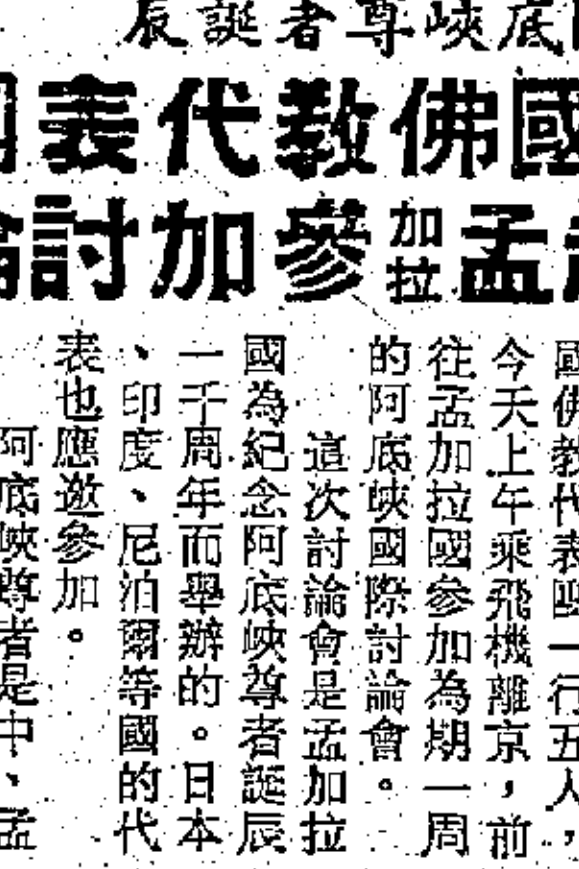 底峽尊者誕辰
國佛教代表團
孟加拉參加討論
國佛教代表團一行五人，
今天上午乘飛機離京，前
往孟加拉國參加為期一周
的阿底峽國際討論會。
這次討論會是孟加拉
國為紀念阿底峽尊者誕辰
一千周年而舉辦的。日本
、印度、尼泊爾等國的代
表也應邀參加。
阿底峽尊者是中、孟